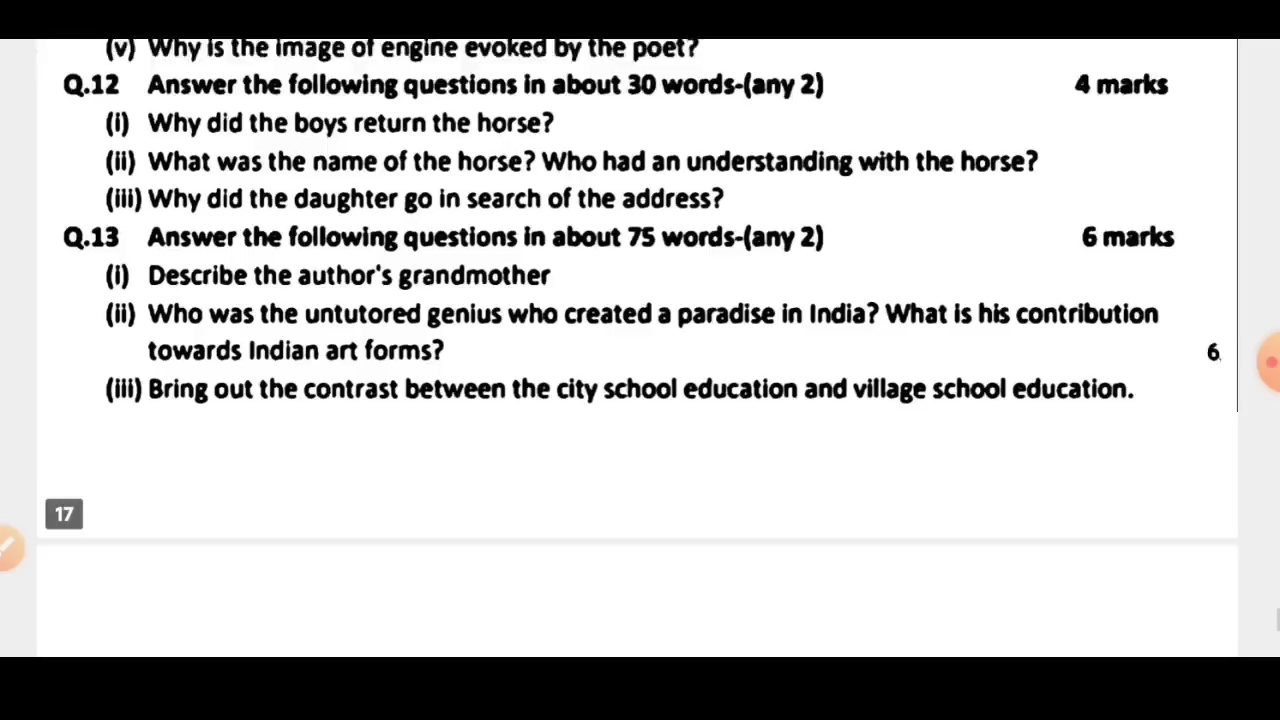 (v) Why is the image of engine evoked by the poet?
Q.12 Answer the following questions in about 30 words-(any 2) 4 marks
(i) Why did the boys return the horse?
(ii) What was the name of the horse? Who had an understanding with the horse?
(iii) Why did the daughter go in search of the address?
Q.13 Answer the following questions in about 75 words-(any 2) 6 marks
(i) Describe the author's grandmother
(ii) Who was the untutored genius who created a paradise in India? What is his contribution
towards Indian art forms? 6
(iii) Bring out the contrast between the city school education and village school education.
17